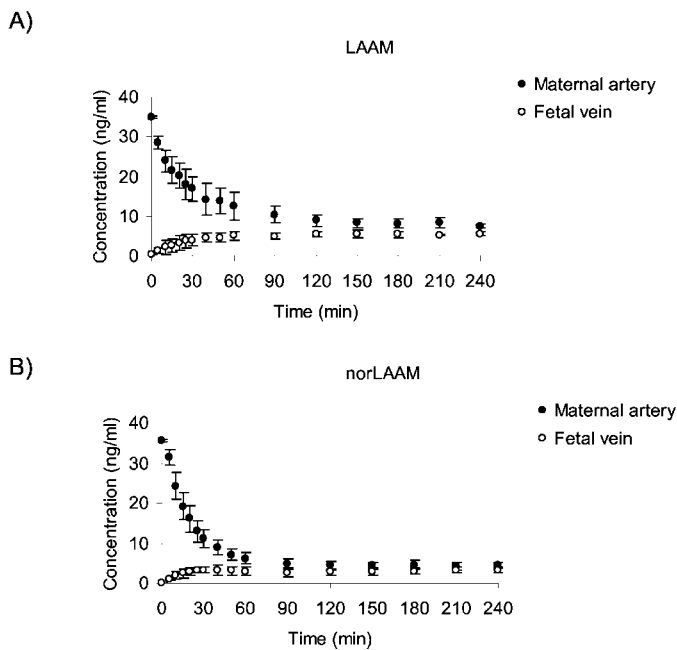 A)
LAAM
Maternal artery
Fetal vein
Concentration (ng/ml)
40
30
20
10
0
0 30 60 90 120 150 180 210 240
Time (min)
B)
norLAAM
Maternal artery
Fetal vein
Concentration (ng/ml)
40
30
20
10
0
0 30 60 90 120 150 180 210 240
Time (min)